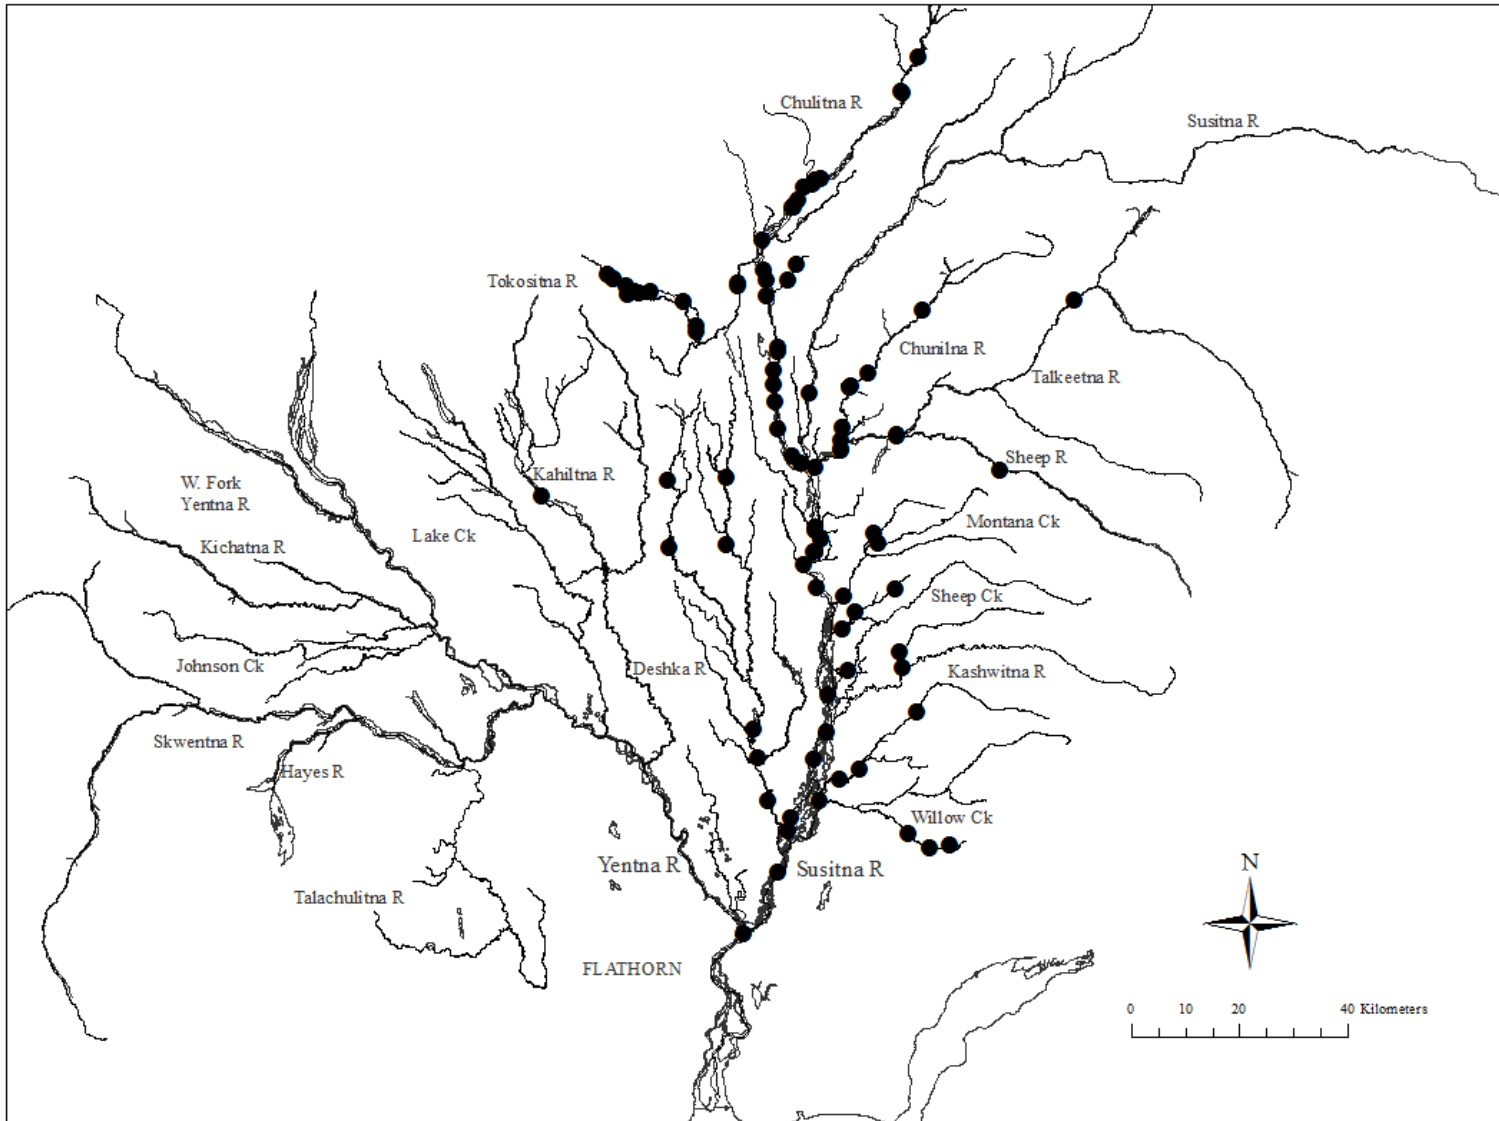 Chulitna R
Susitna R
Tokositna R
Chunilna R
Talkeetna R
Kahiltna R
Sheep R
W. Fork
Yentna R
Montana Ck
Lake Ck
Kichatna R
Sheep Ck
Johnson Ck
Deshka R
Kashwitna R
Skwentna R
Hayes R
Willow Ck
Yentna R
Susitna R
N
Talachulitna R
FLATHORN
0 10 20 40 Kilometers